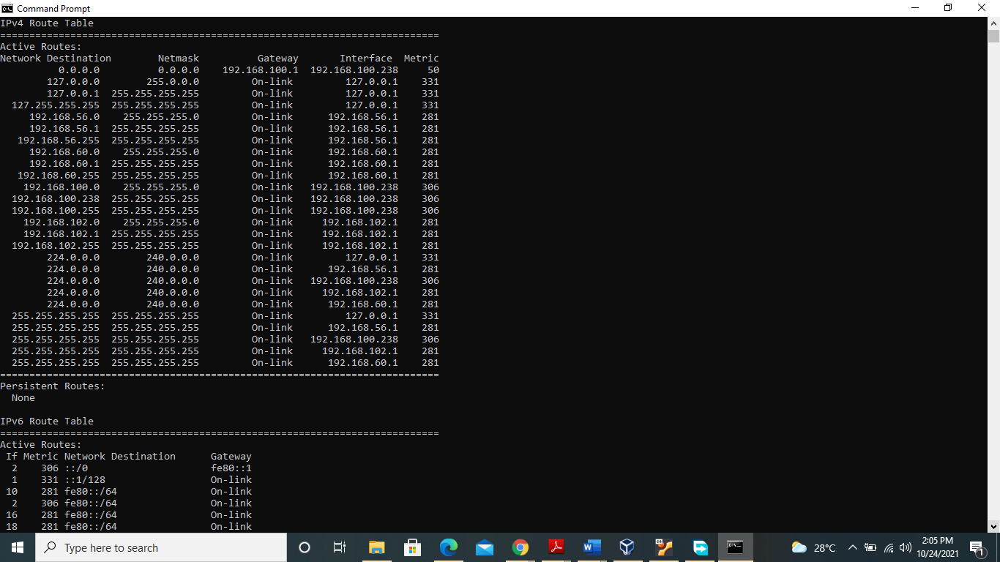 Command Prompt
IPv4 Route Table
===========================================================================
Active Routes:
Network Destination        Netmask          Gateway       Interface  Metric
          0.0.0.0          0.0.0.0    192.168.100.1  192.168.100.238     50
        127.0.0.0        255.0.0.0         On-link         127.0.0.1    331
        127.0.0.1  255.255.255.255         On-link         127.0.0.1    331
  127.255.255.255  255.255.255.255         On-link         127.0.0.1    331
     192.168.56.0    255.255.255.0         On-link      192.168.56.1    281
     192.168.56.1  255.255.255.255         On-link      192.168.56.1    281
   192.168.56.255  255.255.255.255         On-link      192.168.56.1    281
     192.168.60.0    255.255.255.0         On-link      192.168.60.1    281
     192.168.60.1  255.255.255.255         On-link      192.168.60.1    281
   192.168.60.255  255.255.255.255         On-link      192.168.60.1    281
    192.168.100.0    255.255.255.0         On-link   192.168.100.238    306
  192.168.100.238  255.255.255.255         On-link   192.168.100.238    306
  192.168.100.255  255.255.255.255         On-link   192.168.100.238    306
    192.168.102.0    255.255.255.0         On-link     192.168.102.1    281
    192.168.102.1  255.255.255.255         On-link     192.168.102.1    281
  192.168.102.255  255.255.255.255         On-link     192.168.102.1    281
        224.0.0.0        240.0.0.0         On-link         127.0.0.1    331
        224.0.0.0        240.0.0.0         On-link      192.168.56.1    281
        224.0.0.0        240.0.0.0         On-link   192.168.100.238    306
        224.0.0.0        240.0.0.0         On-link     192.168.102.1    281
        224.0.0.0        240.0.0.0         On-link      192.168.60.1    281
  255.255.255.255  255.255.255.255         On-link         127.0.0.1    331
  255.255.255.255  255.255.255.255         On-link      192.168.56.1    281
  255.255.255.255  255.255.255.255         On-link   192.168.100.238    306
  255.255.255.255  255.255.255.255         On-link     192.168.102.1    281
  255.255.255.255  255.255.255.255         On-link      192.168.60.1    281
===========================================================================
Persistent Routes:
  None
IPv6 Route Table
===========================================================================
Active Routes:
 If Metric Network Destination      Gateway
  2    306 ::/0                     fe80::1
  1    331 ::1/128                  On-link
 10    281 fe80::/64                On-link
  2    306 fe80::/64                On-link
 16    281 fe80::/64                On-link
 18    281 fe80::/64                On-link
Type here to search
28°C
2:05 PM
10/24/2021
1